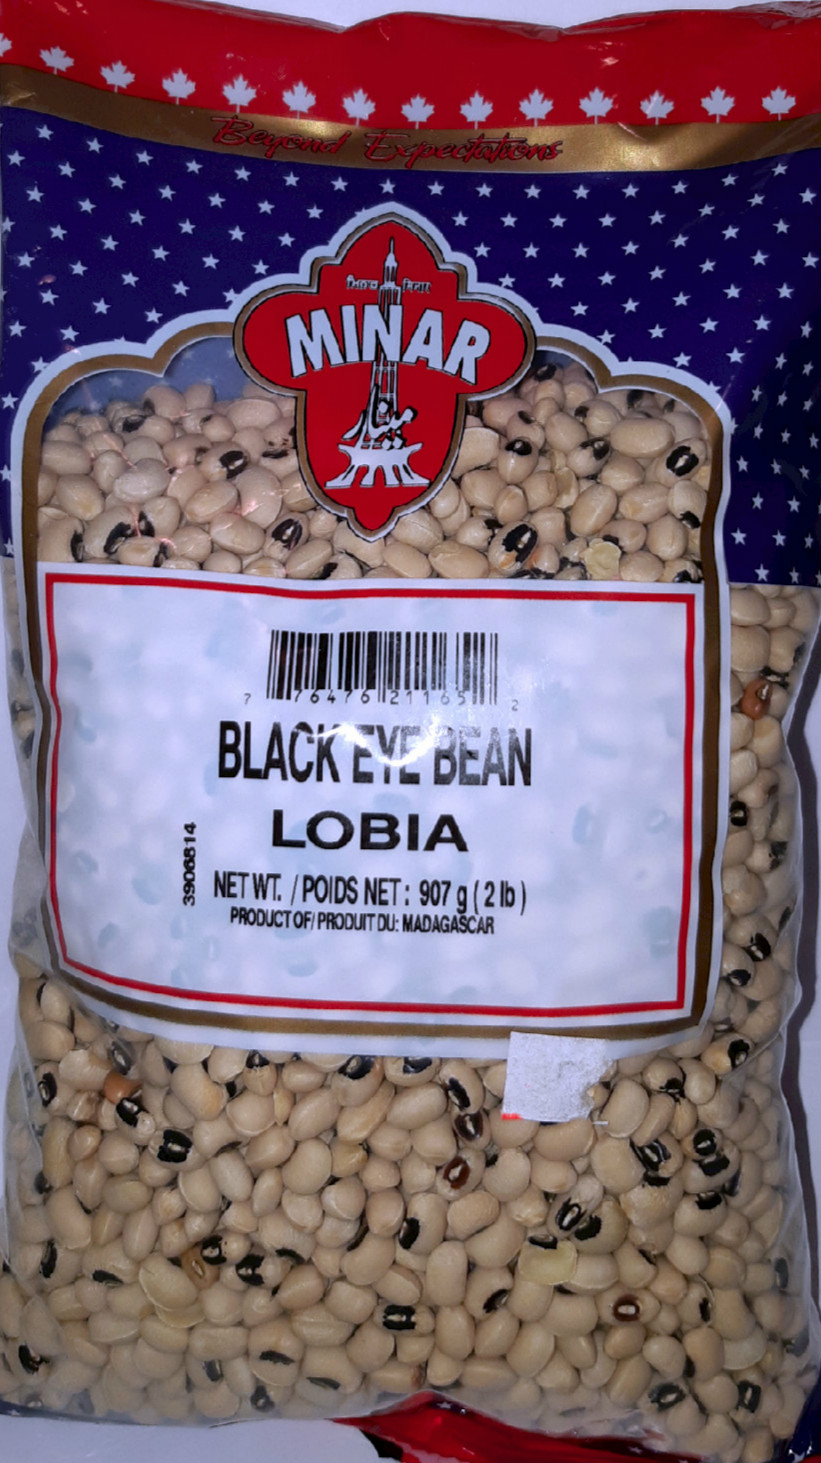 Beyond Expectations
MINAR
7 76476 21165 2
BLACK EYE BEAN
LOBIA
3906814
NET WT. / POIDS NET : 907 g ( 2 lb )
PRODUCT OF/ PRODUIT DU: MADAGASCAR